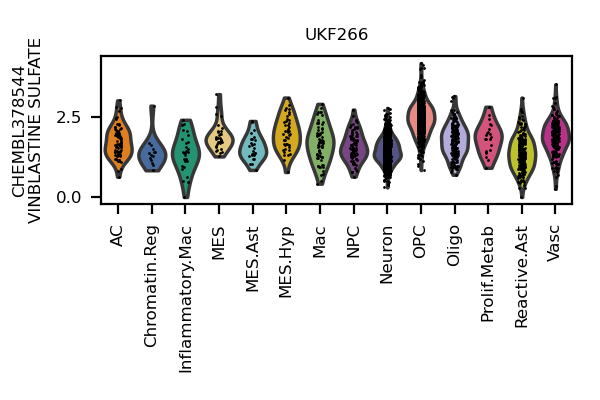 UKF266
CHEMBL378544
VINBLASTINE SULFATE
2.5
0.0
AC
Chromatin.Reg
Inflammatory.Mac
MES
MES.Ast
MES.Hyp
Mac
NPC
Neuron
OPC
Oligo
Prolif.Metab
Reactive.Ast
Vasc